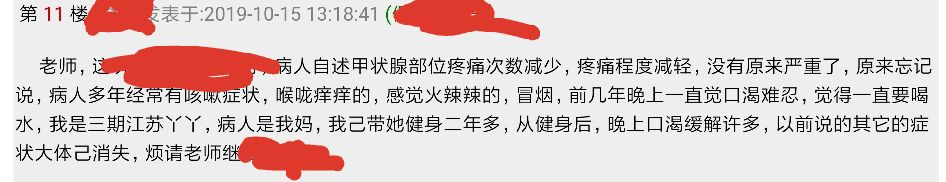 第 11 楼 发表于:2019-10-15 13:18:41 (
老师，这 病人自述甲状腺部位疼痛次数减少，疼痛程度减轻，没有原来严重了，原来忘记
说，病人多年经常有咳嗽症状，喉咙痒痒的，感觉火辣辣的，冒烟，前几年晚上一直觉口渴难忍，觉得一直要喝
水，我是三期江苏丫丫，病人是我妈，我己带她健身二年多，从健身后，晚上口渴缓解许多，以前说的其它的症
状大体己消失，烦请老师继